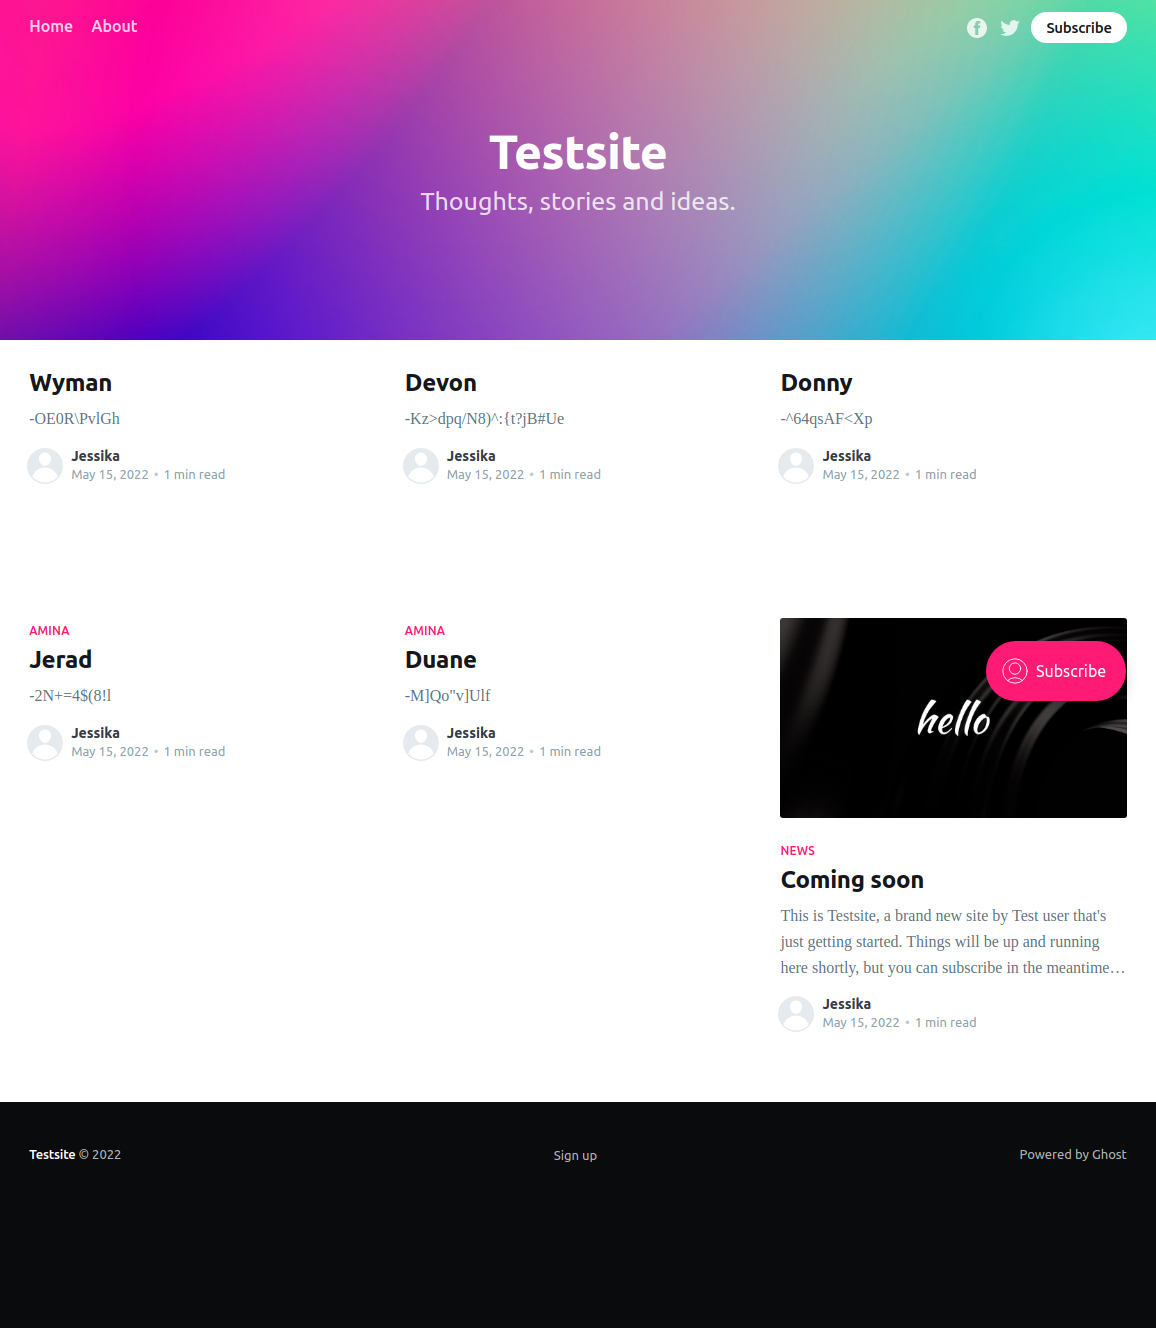 Home About Subscribe
Testsite
Thoughts, stories and ideas.
Wyman
-OE0R\PvlGh
Jessika
May 15, 2022 • 1 min read
Devon
-Kz>dpq/N8)^:{t?jB#Ue
Jessika
May 15, 2022 • 1 min read
Donny
-^64qsAF<Xp
Jessika
May 15, 2022 • 1 min read
AMINA
Jerad
-2N+=4$(8!l
Jessika
May 15, 2022 • 1 min read
AMINA
Duane
-M]Qo"v]Ulf
Jessika
May 15, 2022 • 1 min read
Subscribe
hello
NEWS
Coming soon
This is Testsite, a brand new site by Test user that's
just getting started. Things will be up and running
here shortly, but you can subscribe in the meantime…
Jessika
May 15, 2022 • 1 min read
Testsite © 2022
Sign up
Powered by Ghost